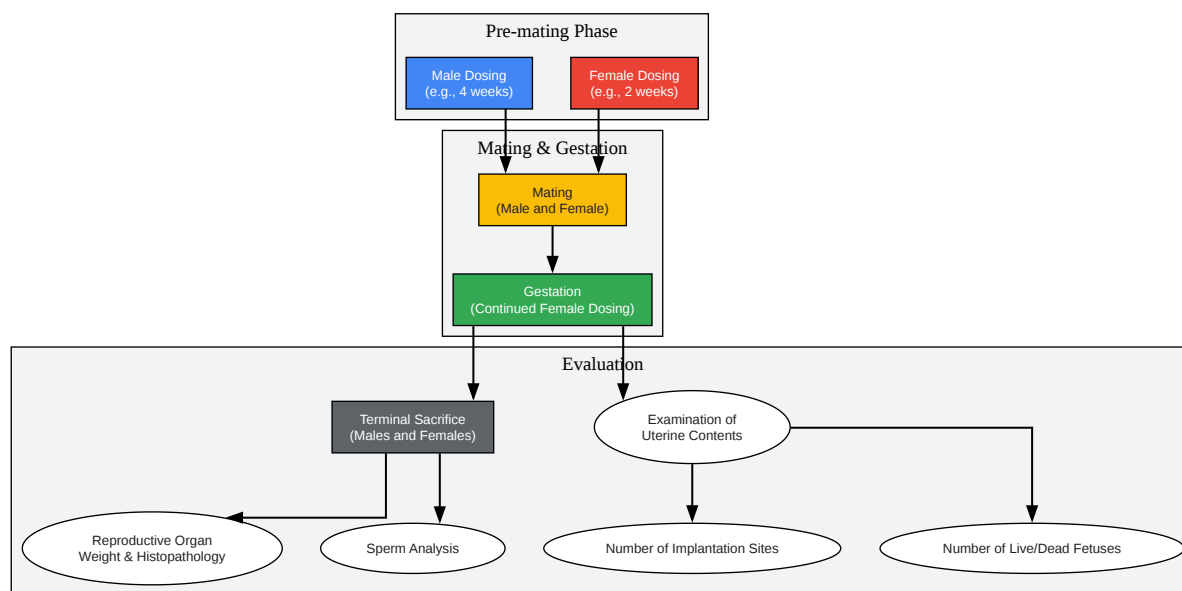 Pre-mating Phase
Male Dosing
(e.g., 4 weeks)
Female Dosing
(e.g., 2 weeks)
Mating & Gestation
Mating
(Male and Female)
Gestation
(Continued Female Dosing)
Evaluation
Terminal Sacrifice
(Males and Females)
Examination of
Uterine Contents
Reproductive Organ
Weight & Histopathology
Sperm Analysis
Number of Implantation Sites
Number of Live/Dead Fetuses